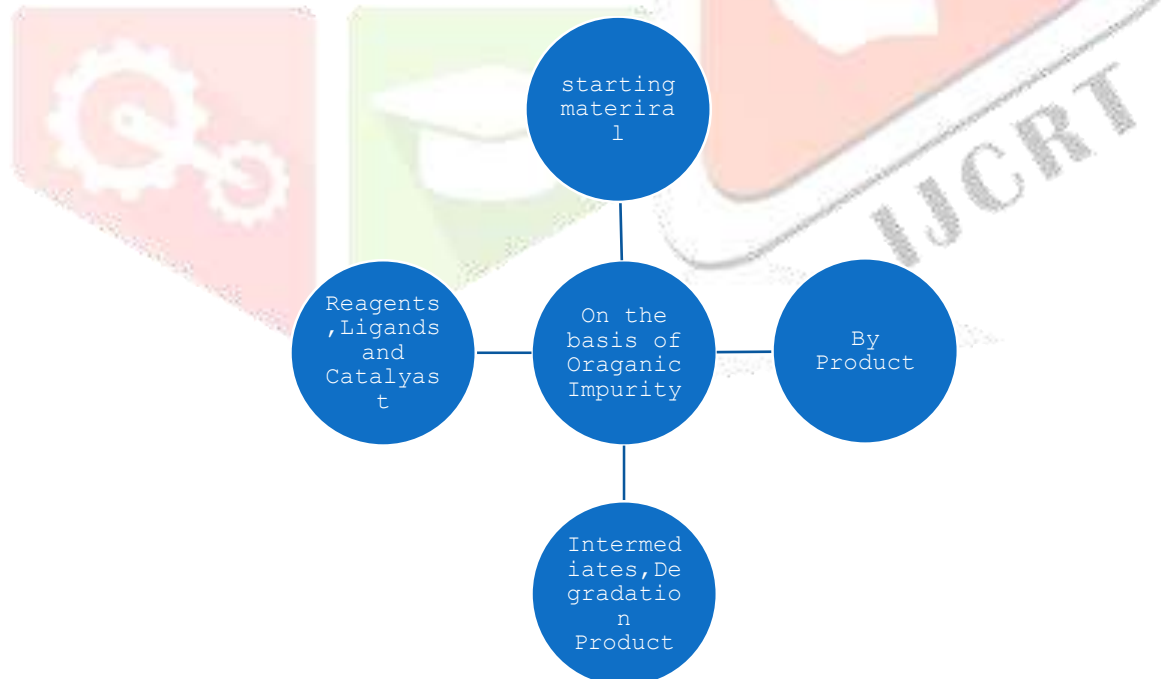 starting
materira
l
IJCRT
Reagents
,Ligands
and
Catalyas
t
On the
basis of
Oraganic
Impurity
By
Product
Intermed
iates,De
gradatio
n
Product